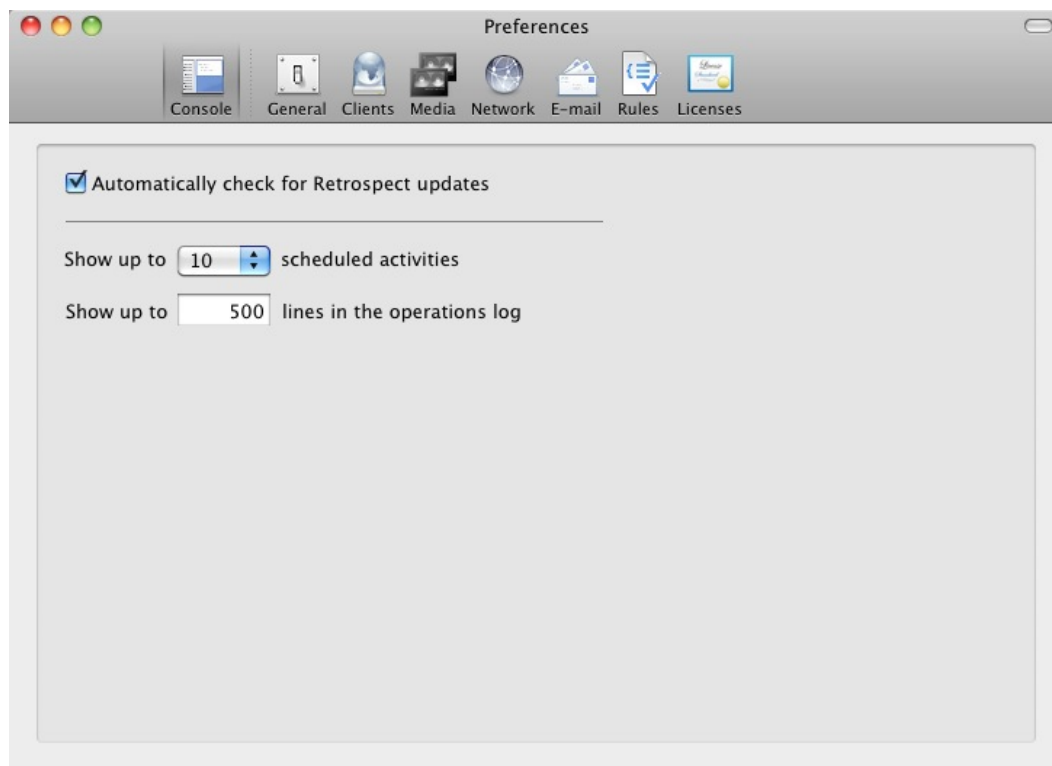 Preferences
Console General Clients Media Network E-mail Rules Licenses
Automatically check for Retrospect updates
Show up to 10 scheduled activities
Show up to 500 lines in the operations log